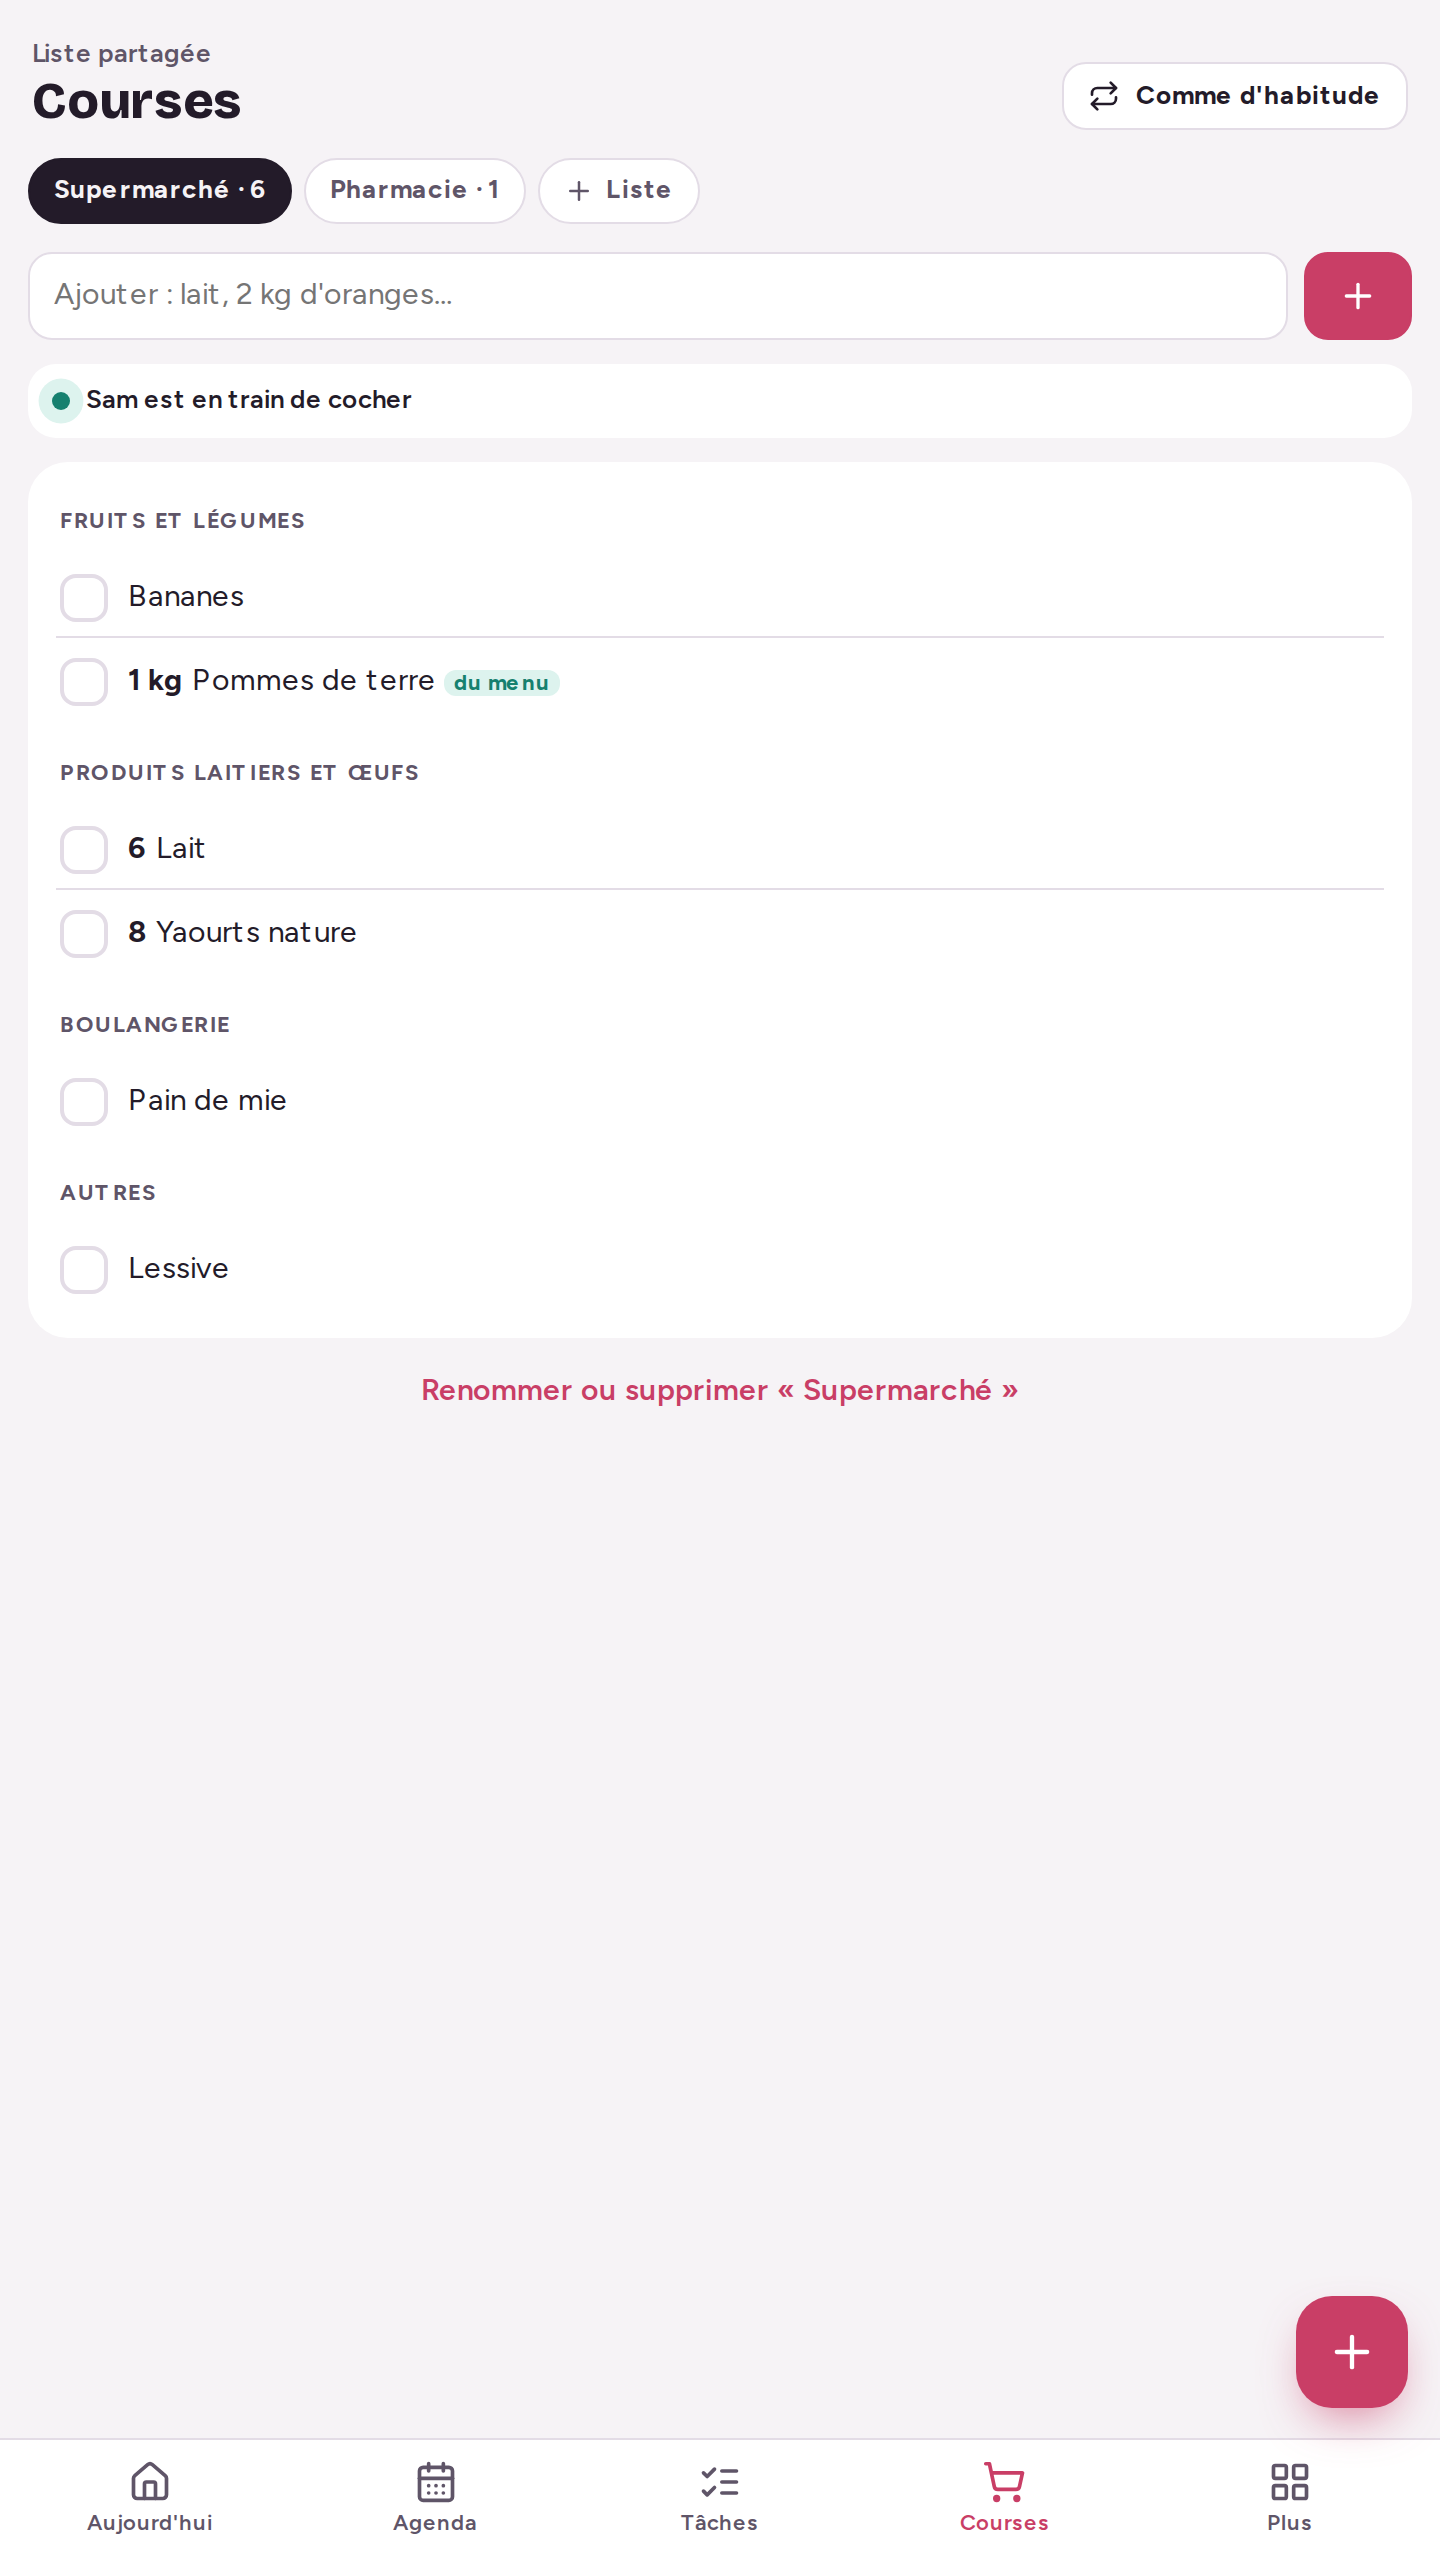 Liste partagée
Courses
Comme d'habitude
Supermarché · 6
Pharmacie · 1
Liste
Ajouter : lait, 2 kg d'oranges...
Sam est en train de cocher
FRUITS ET LÉGUMES
Bananes
1 kg Pommes de terre du menu
PRODUITS LAITIERS ET ŒUFS
6 Lait
8 Yaourts nature
BOULANGERIE
Pain de mie
AUTRES
Lessive
Renommer ou supprimer « Supermarché »
Aujourd'hui
Agenda
Tâches
Courses
Plus